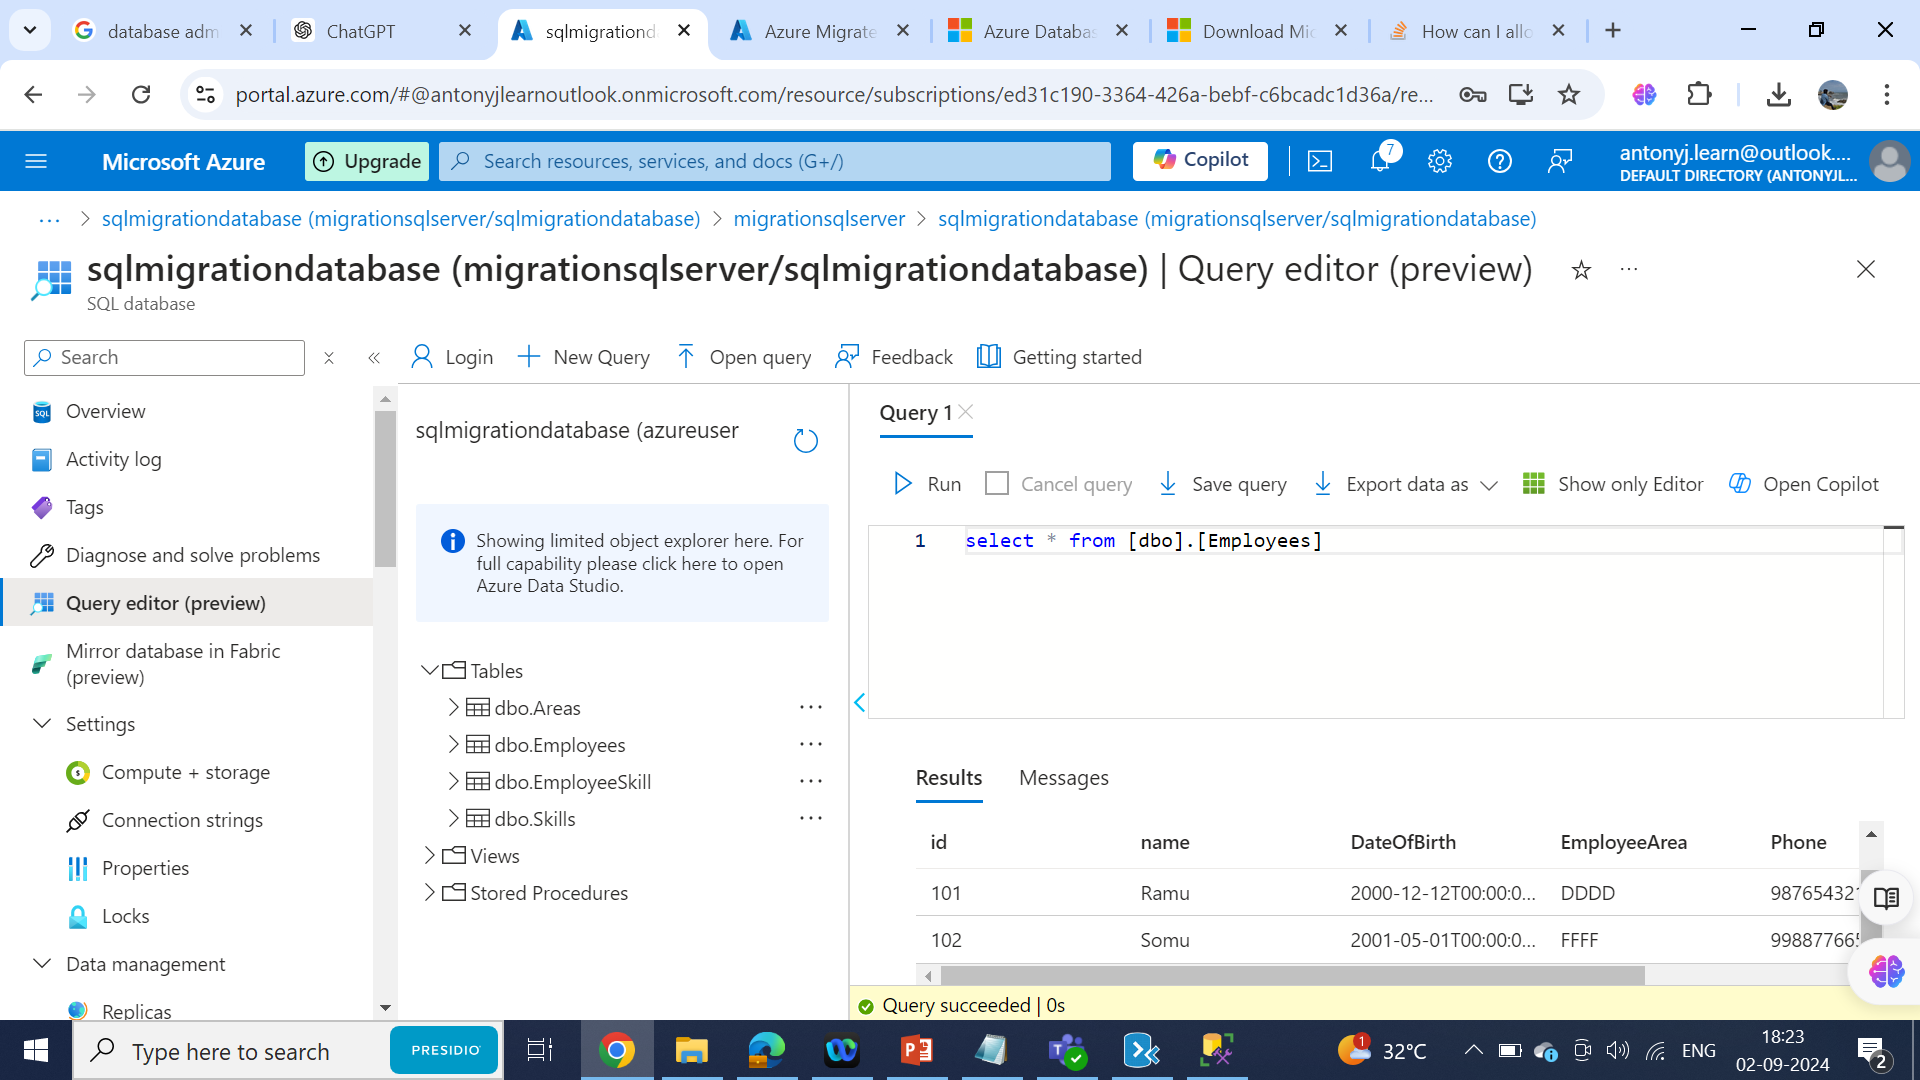 database adm
ChatGPT
sqlmigrationd
Azure Migrate
Azure Databas
Download Mic
How can I allo
portal.azure.com/#@antonyjlearnoutlook.onmicrosoft.com/resource/subscriptions/ed31c190-3364-426a-bebf-c6bcadc1d36a/re...
Microsoft Azure
Upgrade
Search resources, services, and docs (G+/)
Copilot
7
antonyj.learn@outlook....
DEFAULT DIRECTORY (ANTONYJL...
... > sqlmigrationdatabase (migrationsqlserver/sqlmigrationdatabase) > migrationsqlserver > sqlmigrationdatabase (migrationsqlserver/sqlmigrationdatabase)
sqlmigrationdatabase (migrationsqlserver/sqlmigrationdatabase) | Query editor (preview)
SQL database
Search
Login
New Query
Open query
Feedback
Getting started
Overview
Activity log
Tags
Diagnose and solve problems
Query editor (preview)
Mirror database in Fabric
(preview)
Settings
Compute + storage
Connection strings
Properties
Locks
Data management
Replicas
sqlmigrationdatabase (azureuser
Showing limited object explorer here. For
full capability please click here to open
Azure Data Studio.
Tables
dbo.Areas
dbo.Employees
dbo.EmployeeSkill
dbo.Skills
Views
Stored Procedures
Query 1
Run
Cancel query
Save query
Export data as
Show only Editor
Open Copilot
1 select * from [dbo].[Employees]
Results
Messages
id name DateOfBirth EmployeeArea Phone
101 Ramu 2000-12-12T00:00:0... DDDD 987654321
102 Somu 2001-05-01T00:00:0... FFFF 998877665
Query succeeded | 0s
Type here to search
PRESIDIO
1
32°C
ENG
18:23
02-09-2024
2